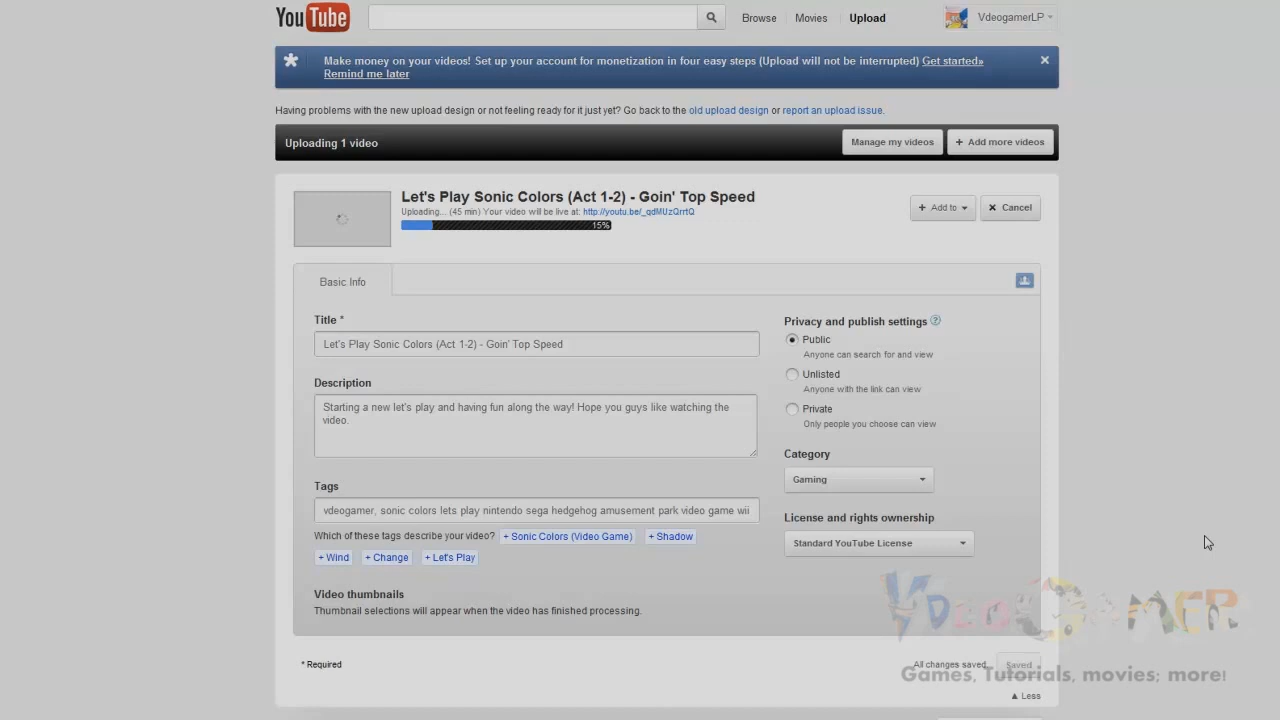 YouTube
Browse Movies Upload VdeogamerLP
Make money on your videos! Set up your account for monetization in four easy steps (Upload will not be interrupted) Get started»
Remind me later
Having problems with the new upload design or not feeling ready for it just yet? Go back to the old upload design or report an upload issue.
Uploading 1 video Manage my videos + Add more videos
Let's Play Sonic Colors (Act 1-2) - Goin' Top Speed
+ Add to Cancel
Uploading... (45 min) Your video will be live at: http://youtu.be/_qdMUzQrrtQ
15%
Basic Info
Title *
Let's Play Sonic Colors (Act 1-2) - Goin' Top Speed
Description
Starting a new let's play and having fun along the way! Hope you guys like watching the
video.
Tags
vdeogamer, sonic colors lets play nintendo sega hedgehog amusement park video game wii
Which of these tags describe your video? + Sonic Colors (Video Game) + Shadow
+ Wind + Change + Let's Play
Video thumbnails
Thumbnail selections will appear when the video has finished processing.
Privacy and publish settings ?
Public
Anyone can search for and view
Unlisted
Anyone with the link can view
Private
Only people you choose can view
Category
Gaming
License and rights ownership
Standard YouTube License
VdeoGamer
* Required
All changes saved. Saved
Games, Tutorials, movies; more!
▲ Less